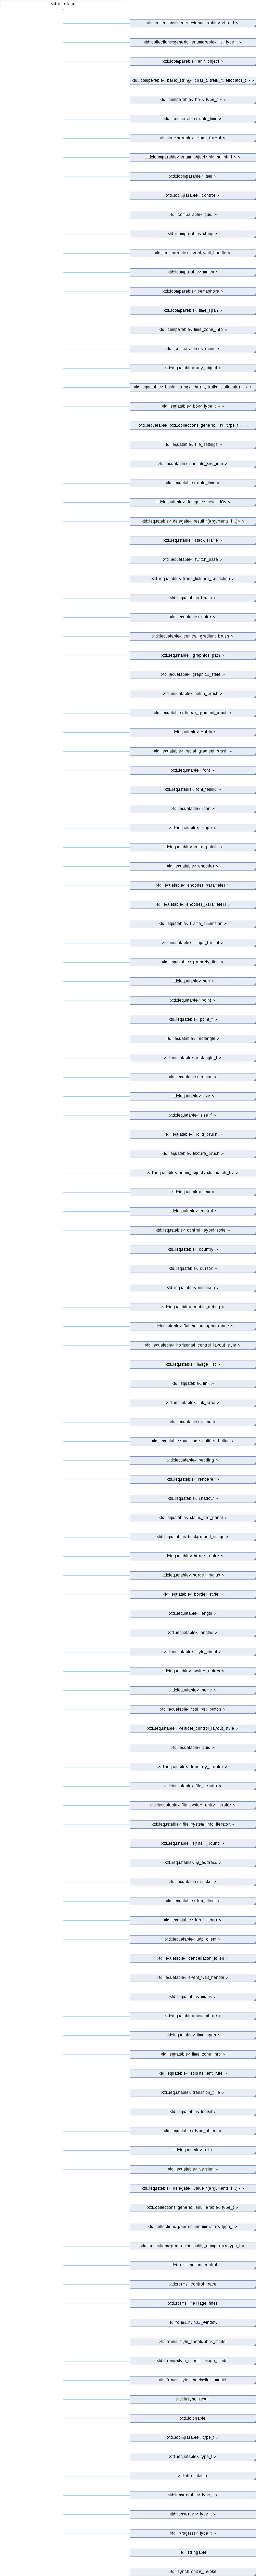 xtd::interface
xtd::collections::generic::ienumerable< char_t >
xtd::collections::generic::ienumerable< list_type_t >
xtd::icomparable< any_object >
xtd::icomparable< basic_string< char_t, traits_t, allocator_t > >
xtd::icomparable< box< type_t > >
xtd::icomparable< date_time >
xtd::icomparable< image_format >
xtd::icomparable< enum_object< std::nullptr_t > >
xtd::icomparable< item >
xtd::icomparable< control >
xtd::icomparable< guid >
xtd::icomparable< string >
xtd::icomparable< event_wait_handle >
xtd::icomparable< mutex >
xtd::icomparable< semaphore >
xtd::icomparable< time_span >
xtd::icomparable< time_zone_info >
xtd::icomparable< version >
xtd::iequatable< any_object >
xtd::iequatable< basic_string< char_t, traits_t, allocator_t > >
xtd::iequatable< box< type_t > >
xtd::iequatable< xtd::collections::generic::list< type_t > >
xtd::iequatable< file_settings >
xtd::iequatable< console_key_info >
xtd::iequatable< date_time >
xtd::iequatable< delegate< result_t()> >
xtd::iequatable< delegate< result_t(arguments_t...)> >
xtd::iequatable< stack_frame >
xtd::iequatable< switch_base >
xtd::iequatable< trace_listener_collection >
xtd::iequatable< brush >
xtd::iequatable< color >
xtd::iequatable< conical_gradient_brush >
xtd::iequatable< graphics_path >
xtd::iequatable< graphics_state >
xtd::iequatable< hatch_brush >
xtd::iequatable< linear_gradient_brush >
xtd::iequatable< matrix >
xtd::iequatable< radial_gradient_brush >
xtd::iequatable< font >
xtd::iequatable< font_family >
xtd::iequatable< icon >
xtd::iequatable< image >
xtd::iequatable< color_palette >
xtd::iequatable< encoder >
xtd::iequatable< encoder_parameter >
xtd::iequatable< encoder_parameters >
xtd::iequatable< frame_dimension >
xtd::iequatable< image_format >
xtd::iequatable< property_item >
xtd::iequatable< pen >
xtd::iequatable< point >
xtd::iequatable< point_f >
xtd::iequatable< rectangle >
xtd::iequatable< rectangle_f >
xtd::iequatable< region >
xtd::iequatable< size >
xtd::iequatable< size_f >
xtd::iequatable< solid_brush >
xtd::iequatable< texture_brush >
xtd::iequatable< enum_object< std::nullptr_t > >
xtd::iequatable< item >
xtd::iequatable< control >
xtd::iequatable< control_layout_style >
xtd::iequatable< country >
xtd::iequatable< cursor >
xtd::iequatable< emoticon >
xtd::iequatable< enable_debug >
xtd::iequatable< flat_button_appearance >
xtd::iequatable< horizontal_control_layout_style >
xtd::iequatable< image_list >
xtd::iequatable< link >
xtd::iequatable< link_area >
xtd::iequatable< menu >
xtd::iequatable< message_notifier_button >
xtd::iequatable< padding >
xtd::iequatable< renderer >
xtd::iequatable< shadow >
xtd::iequatable< status_bar_panel >
xtd::iequatable< background_image >
xtd::iequatable< border_color >
xtd::iequatable< border_radius >
xtd::iequatable< border_style >
xtd::iequatable< length >
xtd::iequatable< lengths >
xtd::iequatable< style_sheet >
xtd::iequatable< system_colors >
xtd::iequatable< theme >
xtd::iequatable< tool_bar_button >
xtd::iequatable< vertical_control_layout_style >
xtd::iequatable< guid >
xtd::iequatable< directory_iterator >
xtd::iequatable< file_iterator >
xtd::iequatable< file_system_entry_iterator >
xtd::iequatable< file_system_info_iterator >
xtd::iequatable< system_sound >
xtd::iequatable< ip_address >
xtd::iequatable< socket >
xtd::iequatable< tcp_client >
xtd::iequatable< tcp_listener >
xtd::iequatable< udp_client >
xtd::iequatable< cancellation_token >
xtd::iequatable< event_wait_handle >
xtd::iequatable< mutex >
xtd::iequatable< semaphore >
xtd::iequatable< time_span >
xtd::iequatable< time_zone_info >
xtd::iequatable< adjustement_rule >
xtd::iequatable< transition_time >
xtd::iequatable< toolkit >
xtd::iequatable< type_object >
xtd::iequatable< uri >
xtd::iequatable< version >
xtd::iequatable< delegate< value_t(arguments_t...)> >
xtd::collections::generic::ienumerable< type_t >
xtd::collections::generic::ienumerator< type_t >
xtd::collections::generic::iequality_comparer< type_t >
xtd::forms::ibutton_control
xtd::forms::icontrol_trace
xtd::forms::imessage_filter
xtd::forms::iwin32_window
xtd::forms::style_sheets::ibox_model
xtd::forms::style_sheets::iimage_model
xtd::forms::style_sheets::itext_model
xtd::iasync_result
xtd::iclonable
xtd::icomparable< type_t >
xtd::iequatable< type_t >
xtd::iformatable
xtd::iobservable< type_t >
xtd::iobserver< type_t >
xtd::iprogress< type_t >
xtd::istringable
xtd::isynchronize_invoke